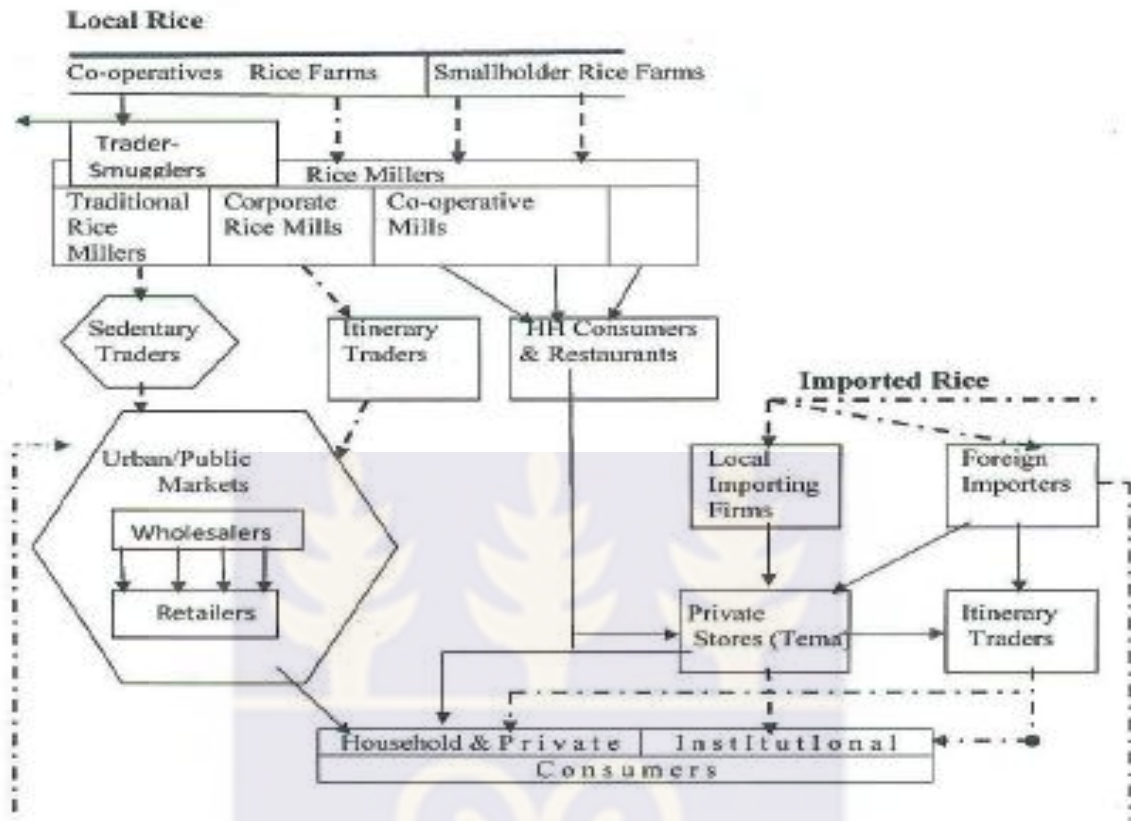 Local Rice
Co-operatives Rice Farms Smallholder Rice Farms
Trader-
Smugglers
Rice Millers
Traditional
Rice
Millers
Corporate
Rice Mills
Co-operative
Mills
Sedentary
Traders
Itinerary
Traders
HH Consumers
& Restaurants
Imported Rice
Urban/Public
Markets
Wholesalers
Retailers
Local
Importing
Firms
Foreign
Importers
Private
Stores (Tema)
Itinerary
Traders
Household & Private
InstItutIonal
Consumers